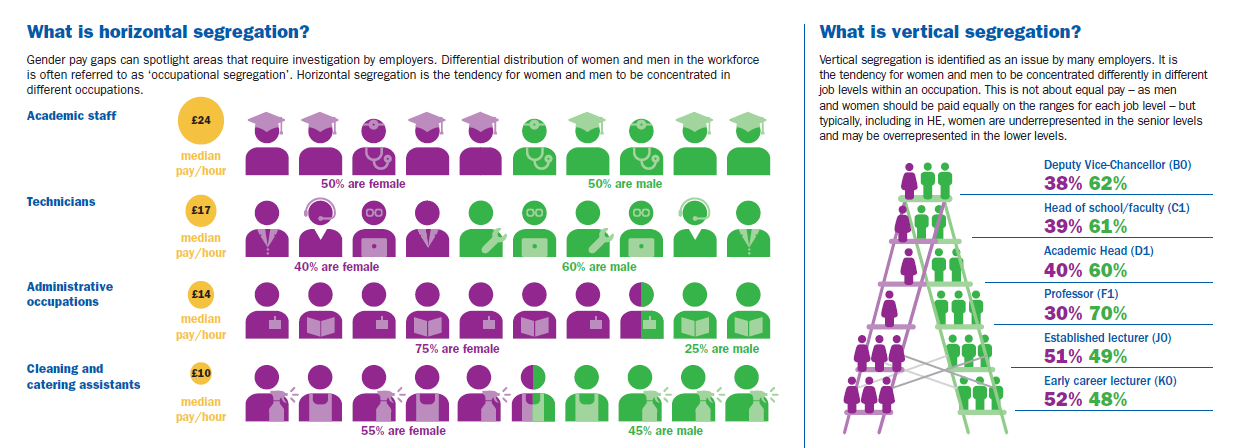 What is horizontal segregation?
Gender pay gaps can spotlight areas that require investigation by employers. Differential distribution of women and men in the workforce
is often referred to as ‘occupational segregation’. Horizontal segregation is the tendency for women and men to be concentrated in
different occupations.
Academic staff
£24
median
pay/hour
50% are female
50% are male
Technicians
£17
median
pay/hour
40% are female
60% are male
Administrative
occupations
£14
median
pay/hour
75% are female
25% are male
Cleaning and
catering assistants
£10
median
pay/hour
55% are female
45% are male
What is vertical segregation?
Vertical segregation is identified as an issue by many employers. It is
the tendency for women and men to be concentrated differently in different
job levels within an occupation. This is not about equal pay – as men
and women should be paid equally on the ranges for each job level – but
typically, including in HE, women are underrepresented in the senior levels
and may be overrepresented in the lower levels.
Deputy Vice-Chancellor (B0)
38% 62%
Head of school/faculty (C1)
39% 61%
Academic Head (D1)
40% 60%
Professor (F1)
30% 70%
Established lecturer (J0)
51% 49%
Early career lecturer (K0)
52% 48%